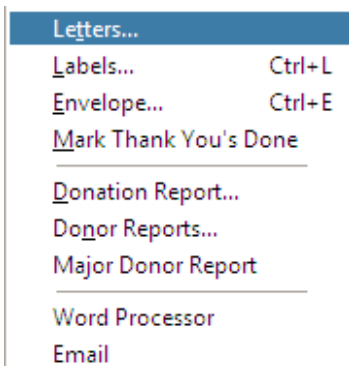 Letters...
Labels... Ctrl+L
Envelope... Ctrl+E
Mark Thank You's Done
Donation Report...
Donor Reports...
Major Donor Report
Word Processor
Email